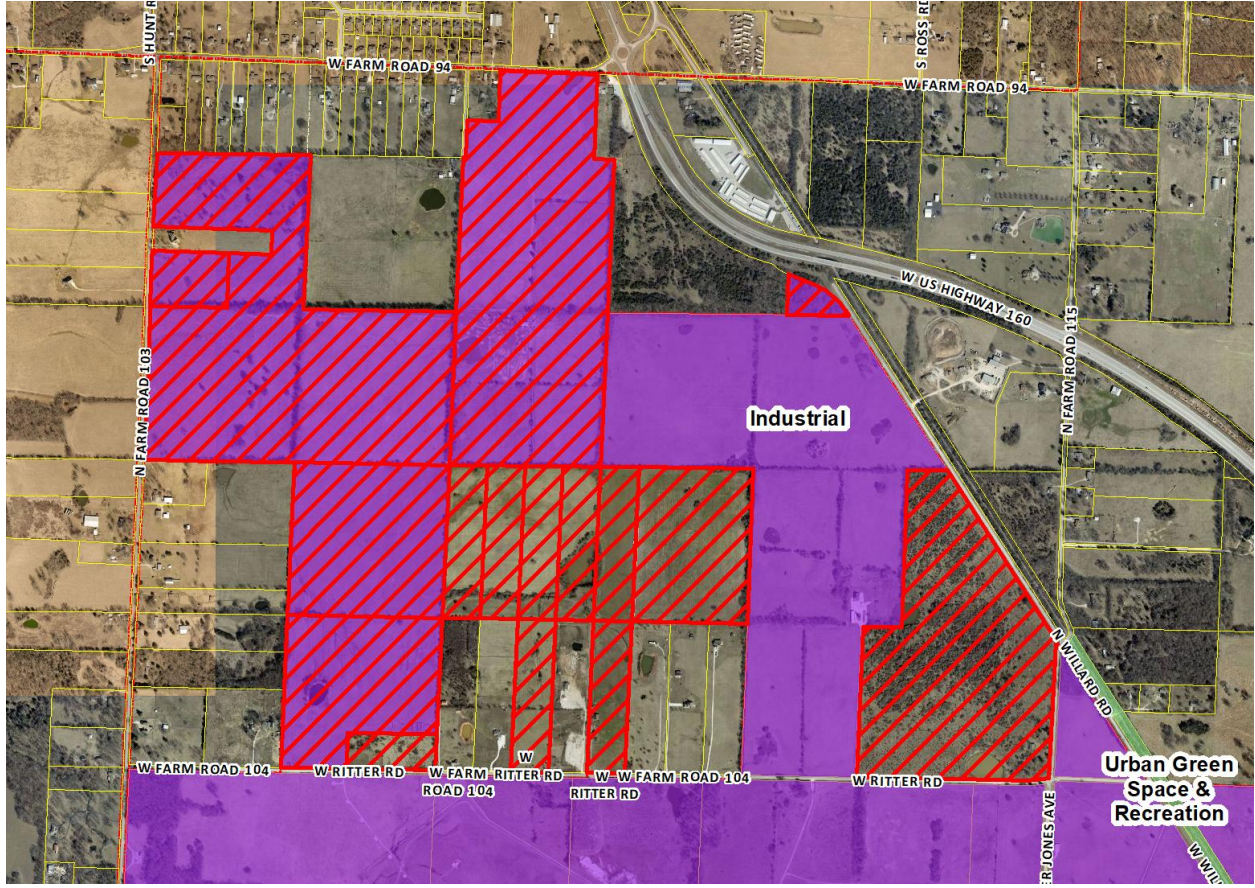 S HUNT R
W FARM ROAD 94
S ROSS RD
W FARM ROAD 94
W US HIGHWAY 160
N FARM ROAD 115
N FARM ROAD 103
Industrial
N WILLARD RD
W FARM ROAD 104
W RITTER RD
W FARM
ROAD 104
W
RITTER RD
W
RITTER RD
W FARM ROAD 104
W RITTER RD
Urban Green
Space &
Recreation
ER JONES AVE
W WIL